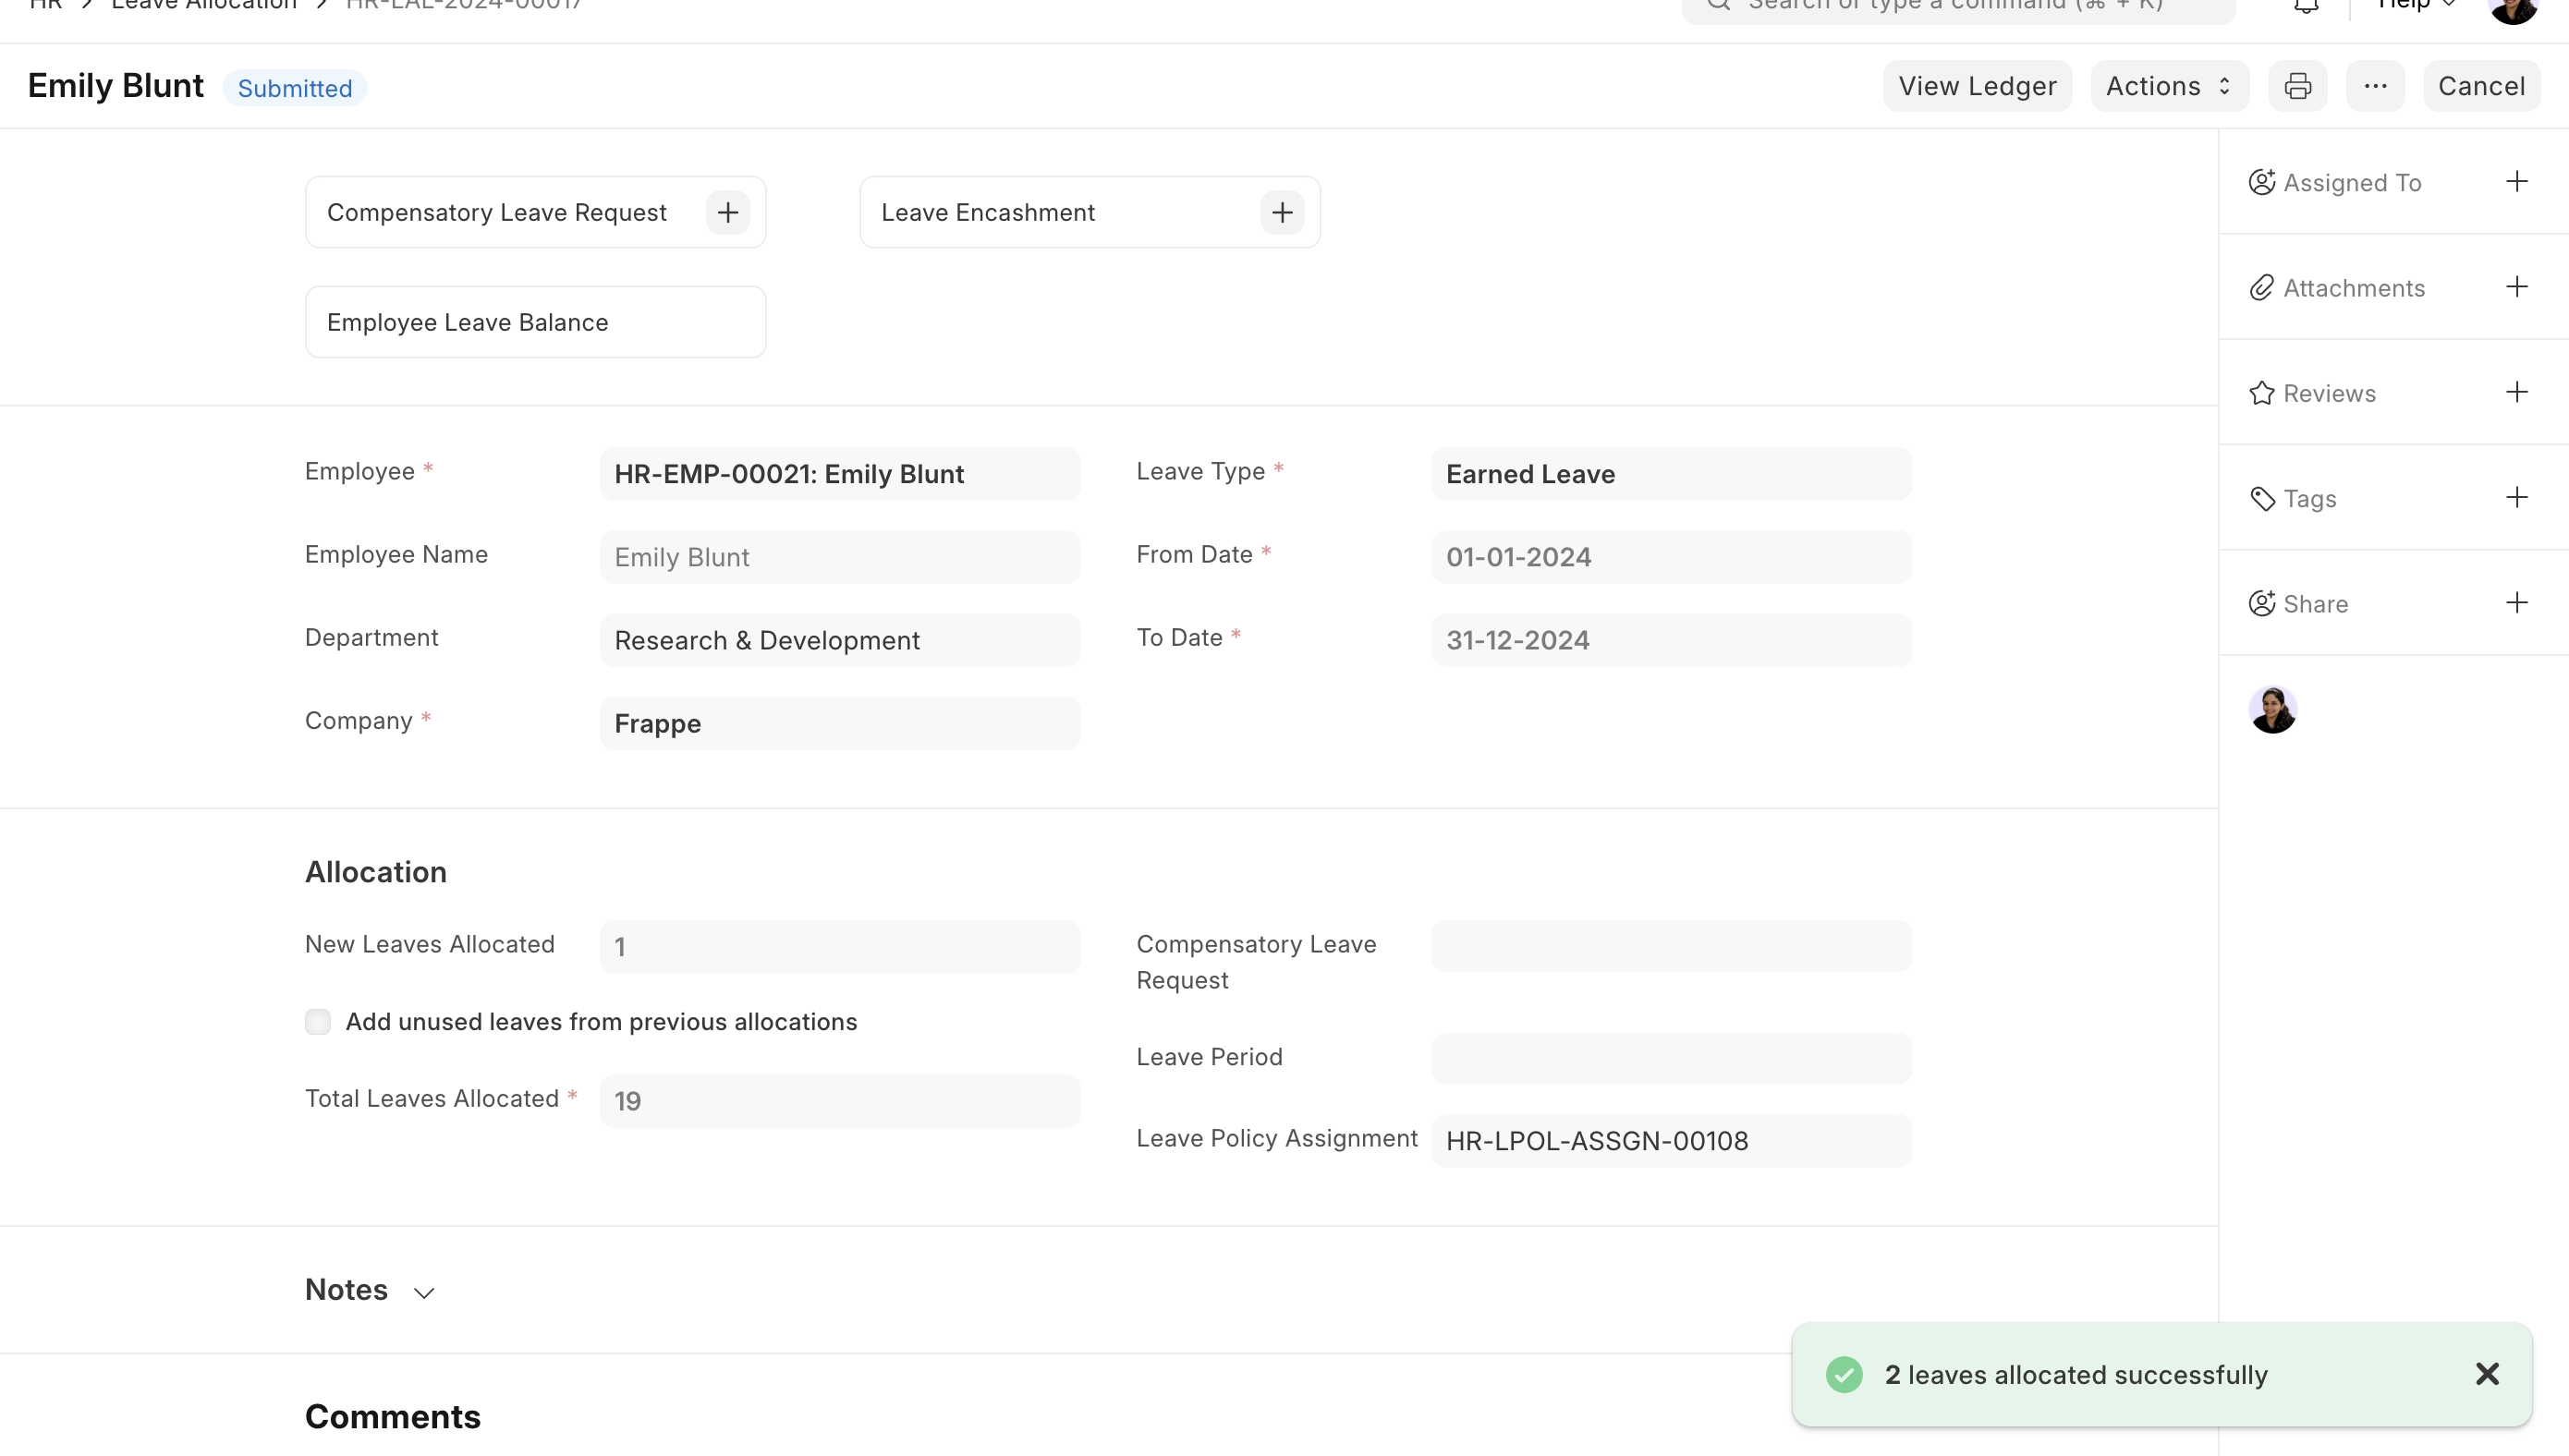 HR > Leave Allocation > HR-LAL-2024-00017
Search or type a command (⌘ + K)
Help
Emily Blunt
Submitted
View Ledger
Actions
...
Cancel
Compensatory Leave Request
Leave Encashment
Employee Leave Balance
Assigned To
Attachments
Reviews
Tags
Share
Employee *
HR-EMP-00021: Emily Blunt
Leave Type *
Earned Leave
Employee Name
Emily Blunt
From Date *
01-01-2024
Department
Research & Development
To Date *
31-12-2024
Company *
Frappe
Allocation
New Leaves Allocated
1
Compensatory Leave
Request
Add unused leaves from previous allocations
Leave Period
Total Leaves Allocated *
19
Leave Policy Assignment
HR-LPOL-ASSGN-00108
Notes
2 leaves allocated successfully
Comments